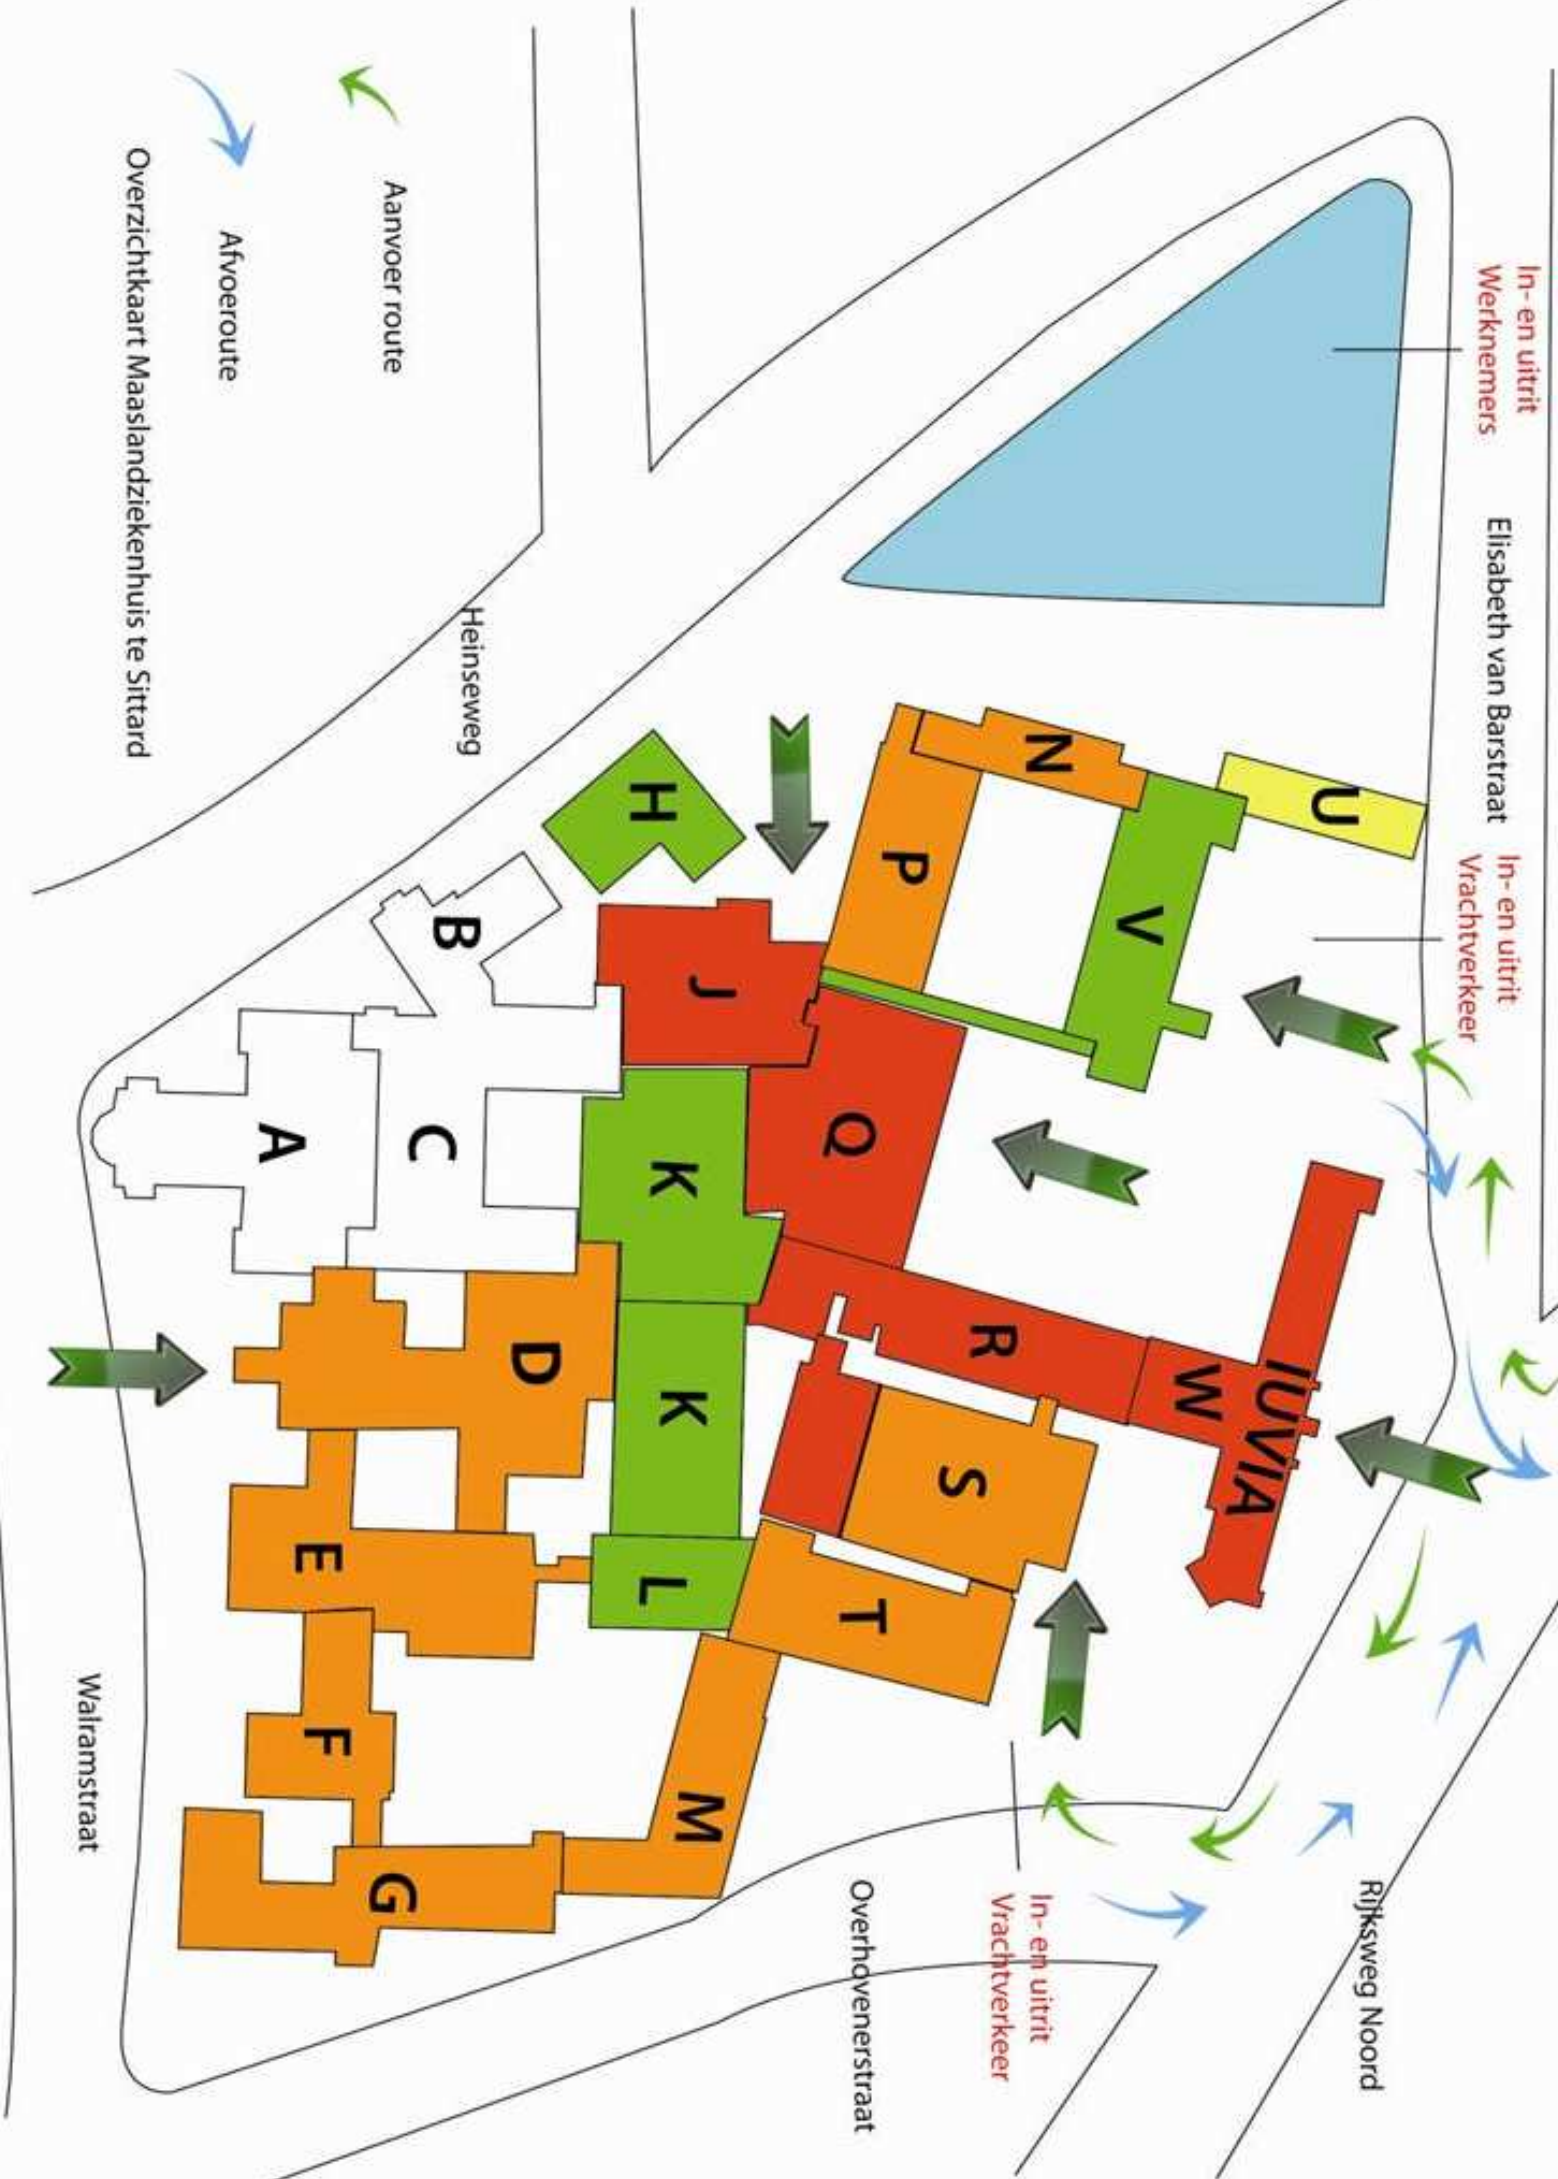 In- en uitrit
Werknemers
Elisabeth van Barstraat
In- en uitrit
Vrachtverkeer
Rijksweg Noord
In- en uitrit
Vrachtverkeer
Overhovenerstraat
U
N
V
P
IUVIA
W
R
Q
S
T
H
J
K
K
L
M
B
C
D
A
E
F
G
Heinseweg
Walramstraat
Aanvoer route
Afvoeroute
Overzichtkaart Maaslandziekenhuis te Sittard